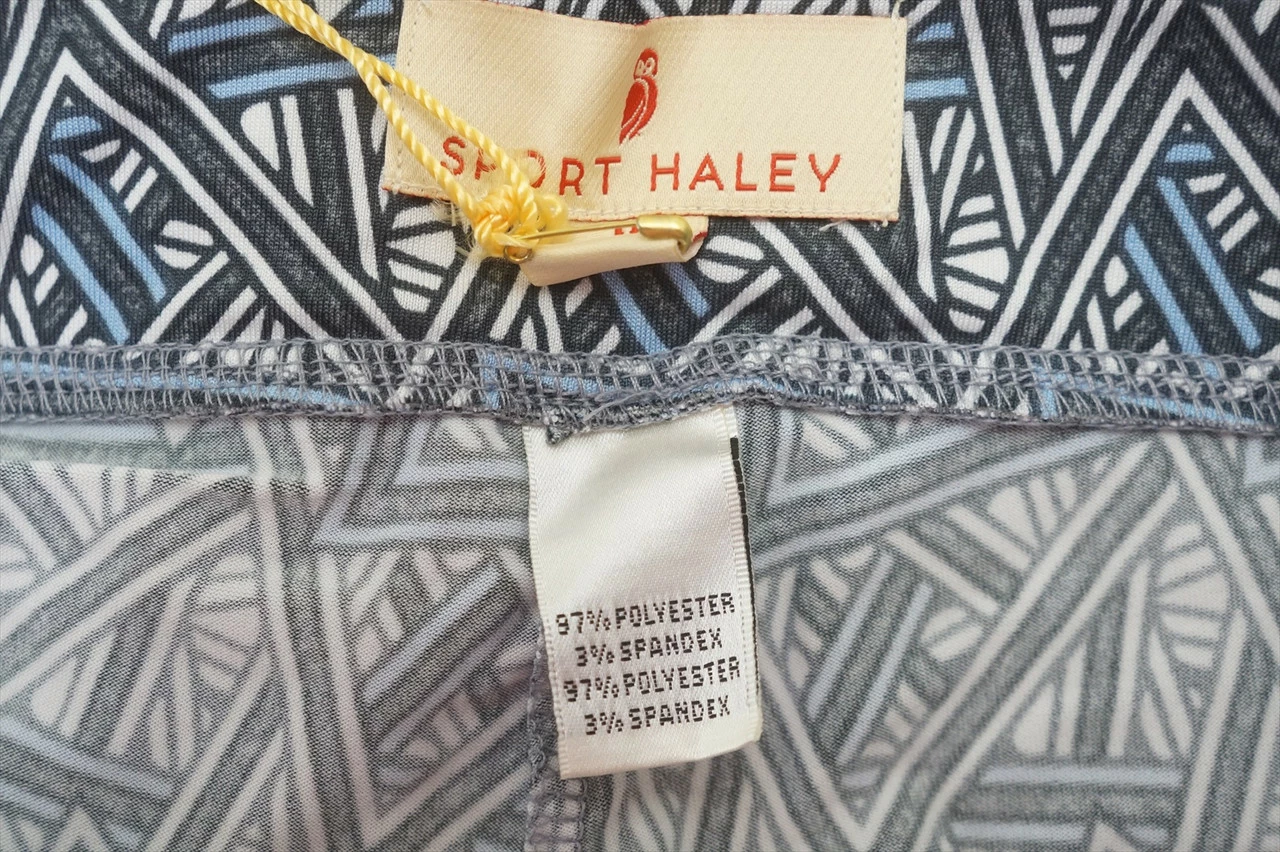 SPORT HALEY
97% POLYESTER
3% SPANDEX
97% POLYESTER
3% SPANDEX